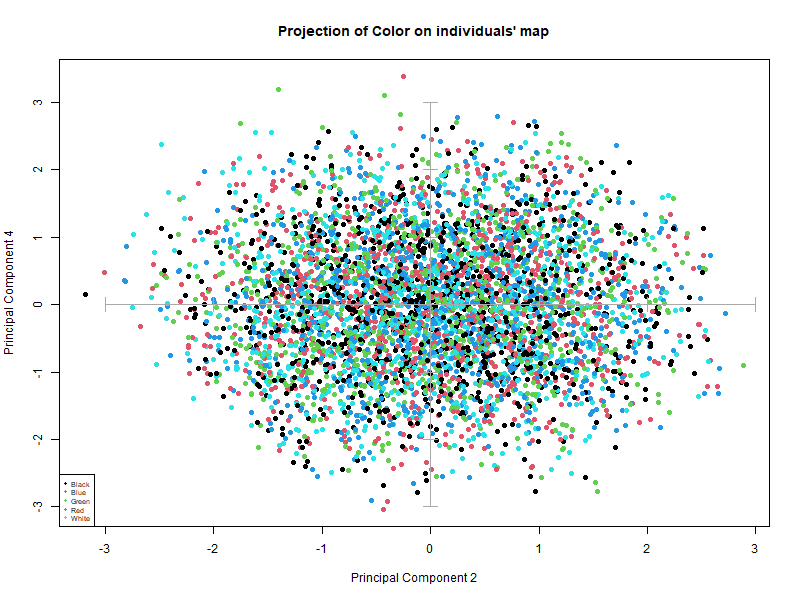 Projection of Color on individuals' map
Principal Component 4
3
2
1
0
-1
-2
-3
Black
Blue
Green
Red
White
-3
-2
-1
0
1
2
3
Principal Component 2